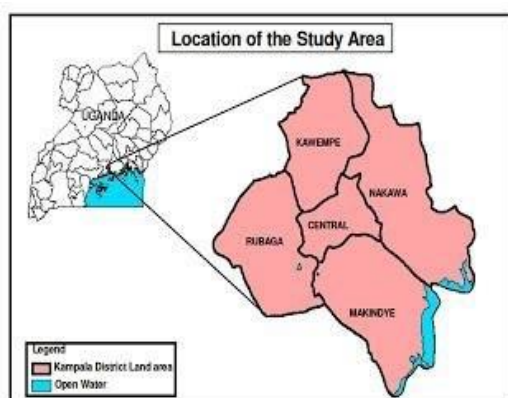 Location of the Study Area
UGANDA
KAWEMPE
NAKAWA
CENTRAL
RUBAGA
MAKINDYE
Legend
Kampala District Land area
Open Water